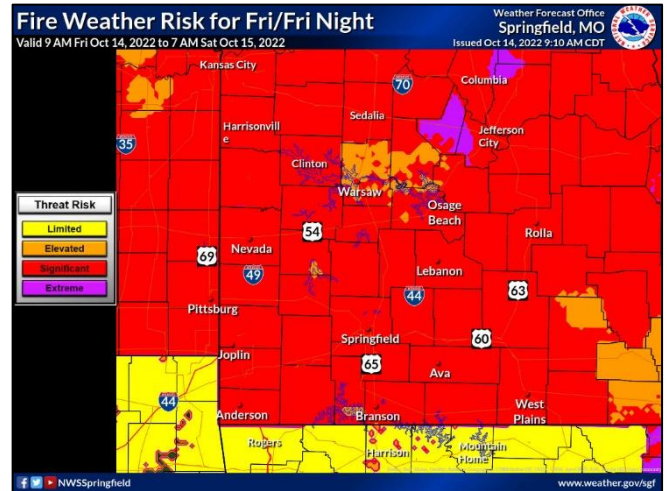 Fire Weather Risk for Fri/Fri Night
Valid 9 AM Fri Oct 14, 2022 to 7 AM Sat Oct 15, 2022
Weather Forecast Office
Springfield, MO
Issued Oct 14, 2022 9:10 AM CDT
Kansas City
Columbia
70
Sedalia
Harrisonvill
e
Jefferson
City
35
Clinton
Warsaw
Osage
Beach
Threat Risk
Limited
Elevated
Significant
Extreme
54
Rolla
Nevada
69
49
Lebanon
63
44
Pittsburg
Springfield
60
Joplin
65
Ava
44
Anderson
Branson
West
Plains
Rogers
Harrison
Mountain
Home
NWSSpringfield
www.weather.gov/sgf